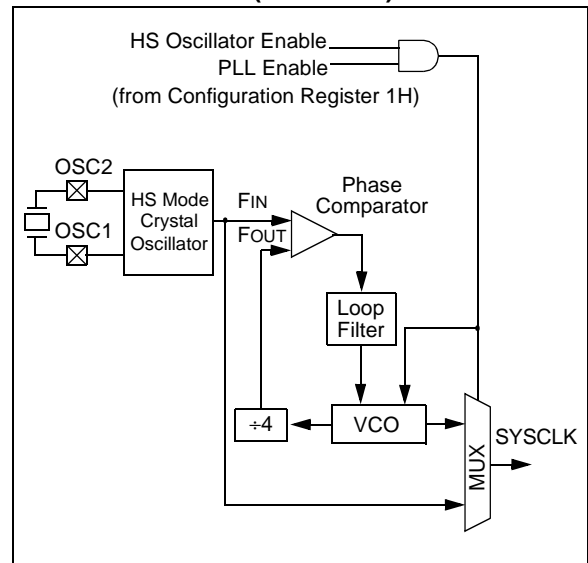 HS Oscillator Enable
PLL Enable
(from Configuration Register 1H)
OSC2
OSC1
HS Mode
Crystal
Oscillator
FIN
FOUT
Phase
Comparator
Loop
Filter
÷4
VCO
MUX
SYSCLK